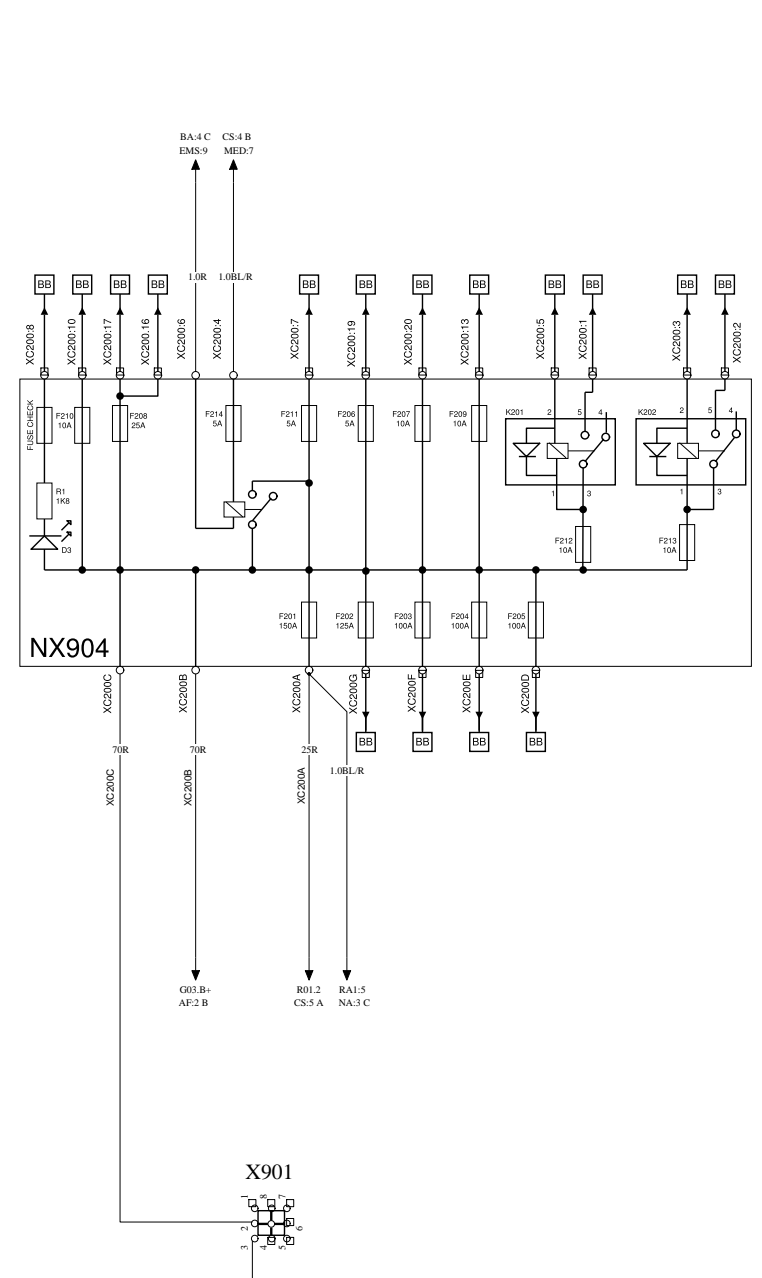 BA:4 C CS:4 B
EMS:9 MED:7
1.0R 1.0BL/R
BB BB BB BB BB BB BB BB BB BB BB BB
XC200:8
XC200:10
XC200:17
XC200.16
XC200:6
XC200:4
XC200:7
XC200:19
XC200:20
XC200:13
XC200:5
XC200:1
XC200:3
XC200:2
FUSE CHECK
F210
10A
F208
25A
F214
5A
F211
5A
F206
5A
F207
10A
F209
10A
K201
2 5 4
1 3
K202
2 5 4
1 3
R1
1K8
D3
F212
10A
F213
10A
F201
150A
F202
125A
F203
100A
F204
100A
F205
100A
NX904
XC200C
XC200B
XC200A
XC200G
XC200F
XC200E
XC200D
BB BB BB BB
70R 70R 25R
1.0BL/R
XC200C
XC200B
XC200A
G03.B+
AF:2 B
R01.2
CS:5 A
RA1:5
NA:3 C
X901
1 8 7
2 6
3 4 5